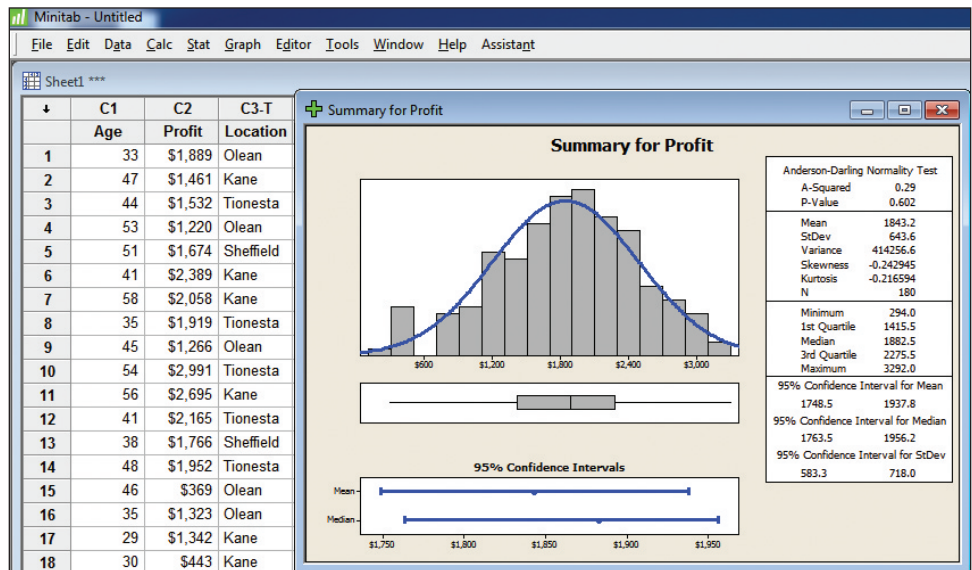 Minitab - Untitled
File Edit Data Calc Stat Graph Editor Tools Window Help Assistant
Sheet1 ***
↓ C1 C2 C3-T
Age Profit Location
1 33 $1,889 Olean
2 47 $1,461 Kane
3 44 $1,532 Tionesta
4 53 $1,220 Olean
5 51 $1,674 Sheffield
6 41 $2,389 Kane
7 58 $2,058 Kane
8 35 $1,919 Tionesta
9 45 $1,266 Olean
10 54 $2,991 Tionesta
11 56 $2,695 Kane
12 41 $2,165 Tionesta
13 38 $1,766 Sheffield
14 48 $1,952 Tionesta
15 46 $369 Olean
16 35 $1,323 Olean
17 29 $1,342 Kane
18 30 $443 Kane
Summary for Profit
Summary for Profit
$600 $1,200 $1,800 $2,400 $3,000
95% Confidence Intervals
Mean
Median
$1,750 $1,800 $1,850 $1,900 $1,950
Anderson-Darling Normality Test
A-Squared 0.29
P-Value 0.602
Mean 1843.2
StDev 643.6
Variance 414256.6
Skewness -0.242945
Kurtosis -0.216594
N 180
Minimum 294.0
1st Quartile 1415.5
Median 1882.5
3rd Quartile 2275.5
Maximum 3292.0
95% Confidence Interval for Mean
1748.5 1937.8
95% Confidence Interval for Median
1763.5 1956.2
95% Confidence Interval for StDev
583.3 718.0